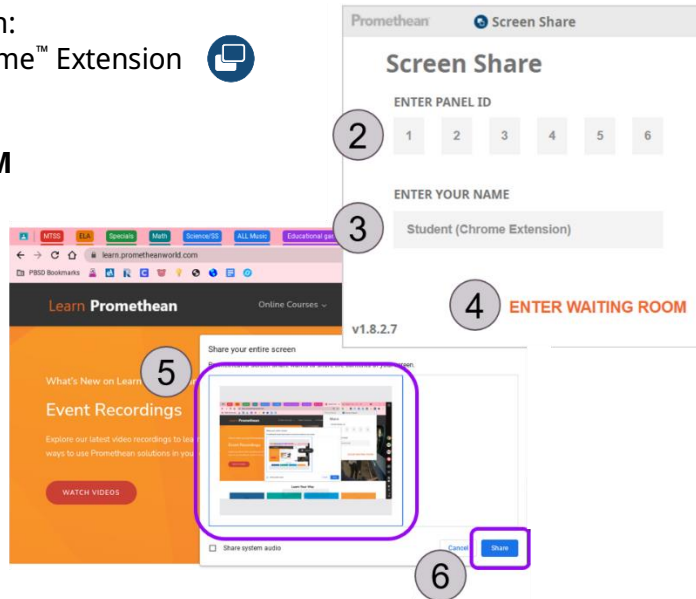 n:
me™ Extension
M
Promethean Screen Share
Screen Share
ENTER PANEL ID
2
1 2 3 4 5 6
ENTER YOUR NAME
3
Student (Chrome Extension)
4
ENTER WAITING ROOM
v1.8.2.7
MTSS ELA Specials Math Science/SS ALL Music Educational ga
learn.prometheanworld.com
PBSD Bookmarks
Learn Promethean
Online Courses
Share your entire screen
5
What's New on Learn
Event Recordings
Explore our latest video recordings to lea
ways to use Promethean solutions in you
WATCH VIDEOS
Share system audio
Cancel
Share
6